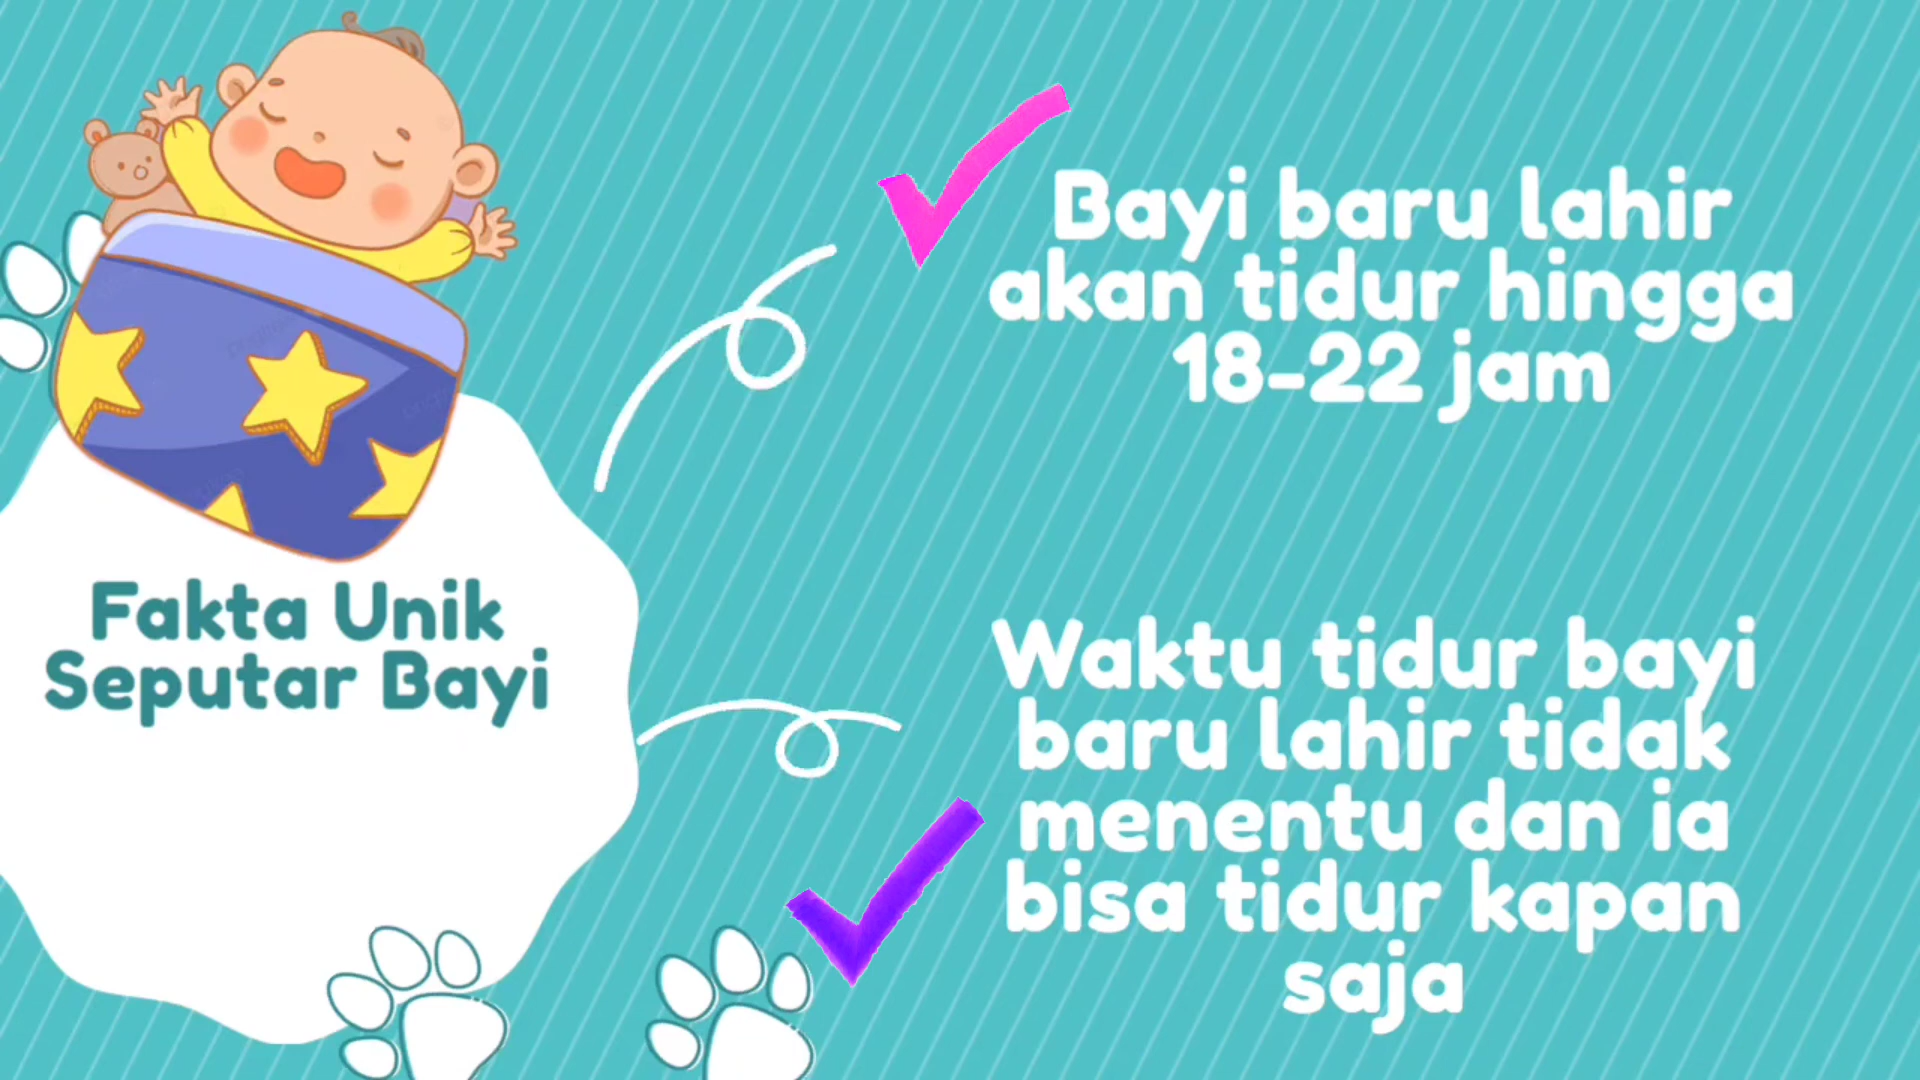 Fakta Unik
Seputar Bayi
Bayi baru lahir
akan tidur hingga
18-22 jam
Waktu tidur bayi
baru lahir tidak
menentu dan ia
bisa tidur kapan
saja